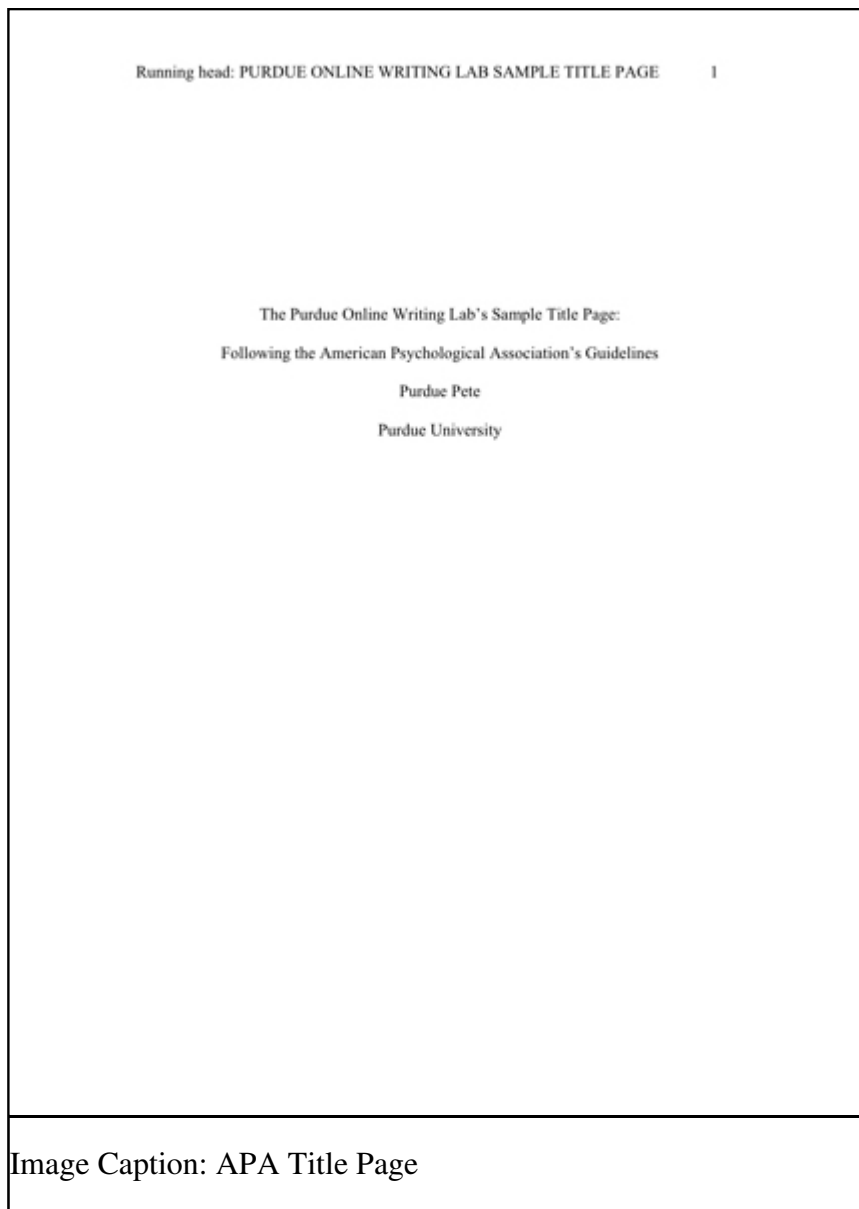 Running head: PURDUE ONLINE WRITING LAB SAMPLE TITLE PAGE 1
The Purdue Online Writing Lab's Sample Title Page:
Following the American Psychological Association's Guidelines
Purdue Pete
Purdue University
Image Caption: APA Title Page